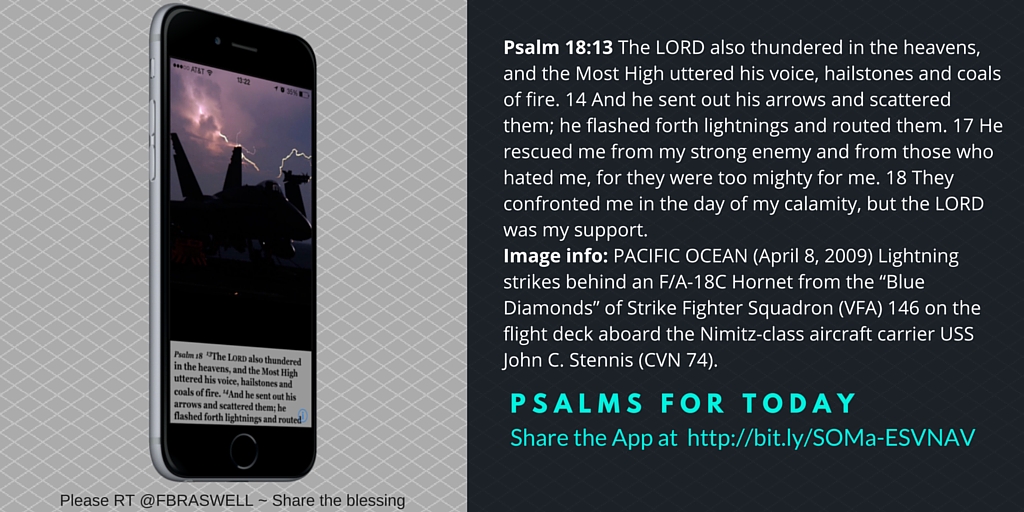 AT&T 13:22 35%
Psalm 18 ¹³The LORD also thundered
in the heavens, and the Most High
uttered his voice, hailstones and
coals of fire. ¹⁴And he sent out his
arrows and scattered them; he
flashed forth lightnings and routed
Please RT @FBRASWELL ~ Share the blessing
Psalm 18:13 The LORD also thundered in the heavens,
and the Most High uttered his voice, hailstones and coals
of fire. 14 And he sent out his arrows and scattered
them; he flashed forth lightnings and routed them. 17 He
rescued me from my strong enemy and from those who
hated me, for they were too mighty for me. 18 They
confronted me in the day of my calamity, but the LORD
was my support.
Image info: PACIFIC OCEAN (April 8, 2009) Lightning
strikes behind an F/A-18C Hornet from the “Blue
Diamonds” of Strike Fighter Squadron (VFA) 146 on the
flight deck aboard the Nimitz-class aircraft carrier USS
John C. Stennis (CVN 74).
PSALMS FOR TODAY
Share the App at http://bit.ly/SOMa-ESVNAV